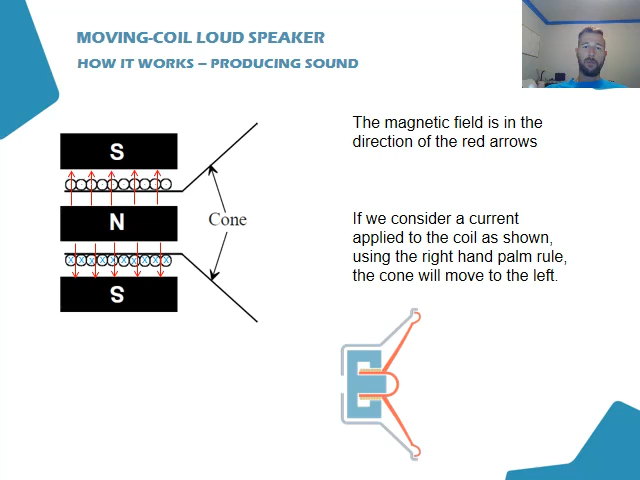 MOVING-COIL LOUD SPEAKER
HOW IT WORKS – PRODUCING SOUND
The magnetic field is in the
direction of the red arrows
S
N
Cone
S
If we consider a current
applied to the coil as shown,
using the right hand palm rule,
the cone will move to the left.